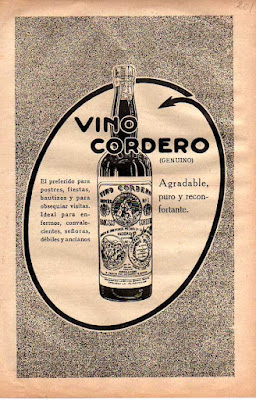 VINO
CORDERO
(GENUINO)
El preferido para
postres, fiestas,
bautizos y para
obsequiar visitas.
Ideal para en-
fermos, convale-
cientes, señoras,
débiles y ancianos
Agradable,
puro y recon-
fortante.
VINO CORDERO